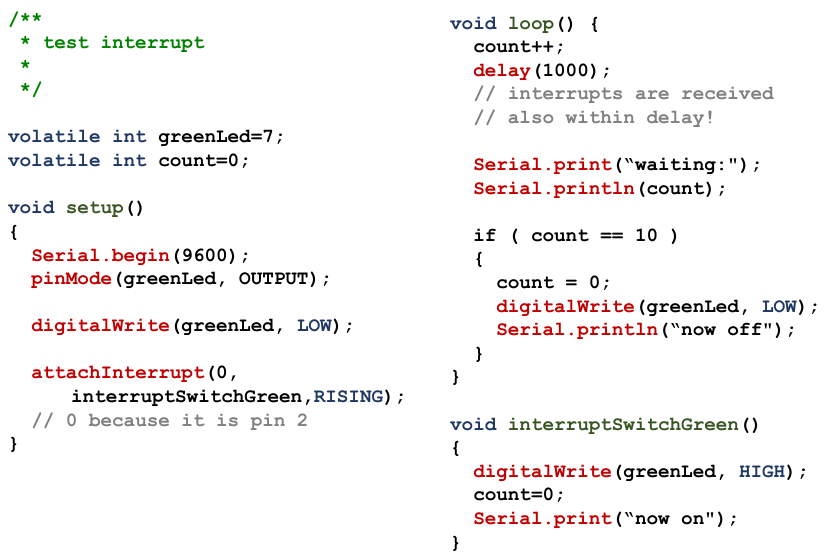 /**
 * test interrupt
 *
 */

volatile int greenLed=7;
volatile int count=0;

void setup()
{
  Serial.begin(9600);
  pinMode(greenLed, OUTPUT);

  digitalWrite(greenLed, LOW);

  attachInterrupt(0,
     interruptSwitchGreen,RISING);
  // 0 because it is pin 2
}

void loop() {
  count++;
  delay(1000);
  // interrupts are received
  // also within delay!

  Serial.print(“waiting:");
  Serial.println(count);

  if ( count == 10 )
  {
    count = 0;
    digitalWrite(greenLed, LOW);
    Serial.println(“now off");
  }
}

void interruptSwitchGreen()
{
  digitalWrite(greenLed, HIGH);
  count=0;
  Serial.print(“now on");
}